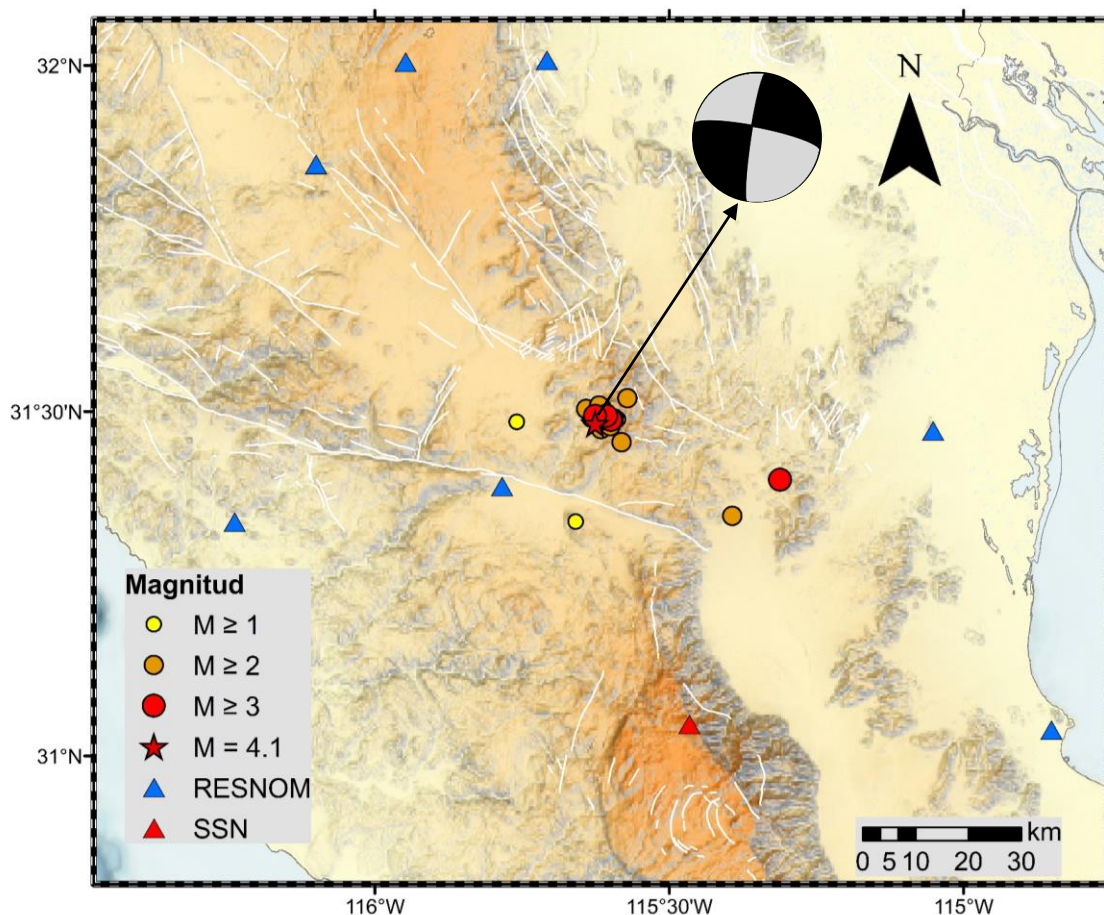 32°
N
31°30'
Magnitud
M ≥ 1
M ≥ 2
M ≥ 3
M = 4.1
RESNOM
SSN
31°
km
0 5 10 20 30
116°W
115°30'W
115°W